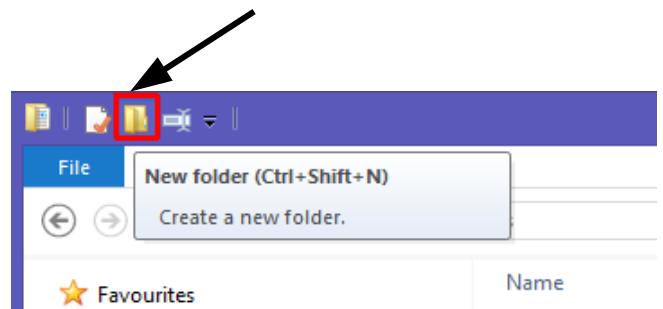 File
New folder (Ctrl+Shift+N)
Create a new folder.
Favourites
Name